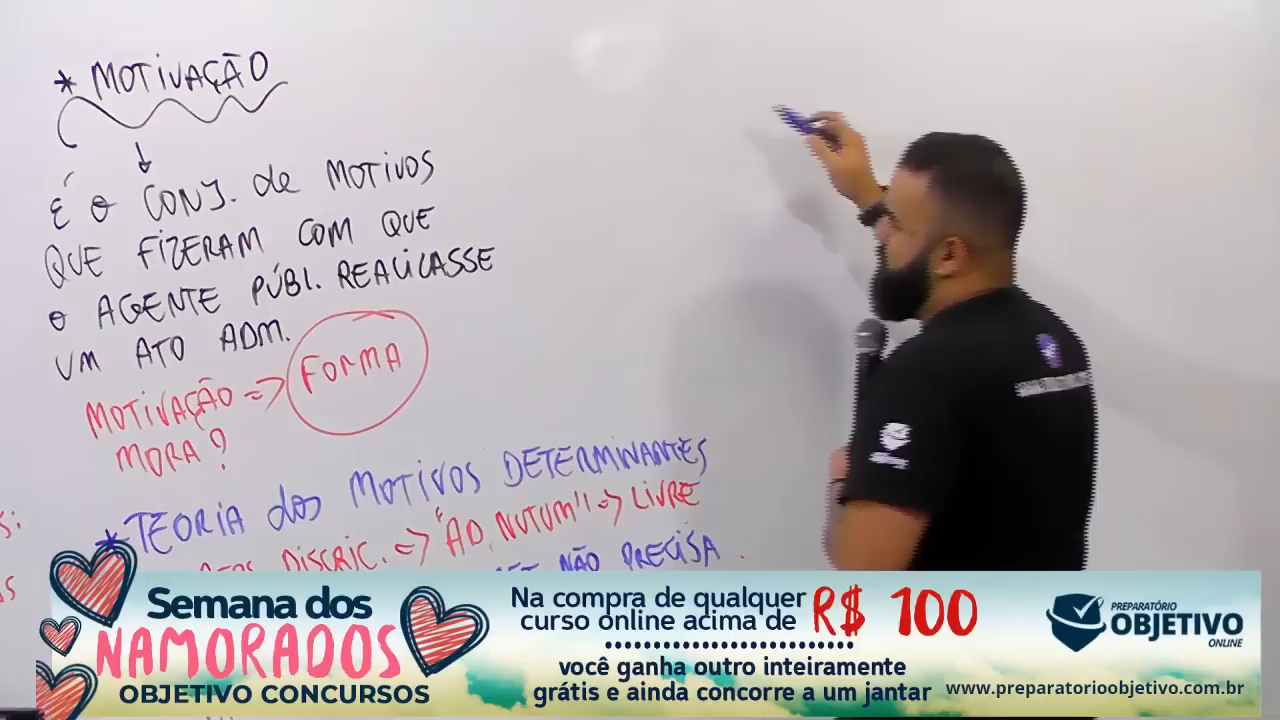 * MOTIVAÇÃO
É O CONJ. de MOTIVOS
QUE FIZERAM COM QUE
O AGENTE PÚBL. REALIZASSE
UM ATO ADM.
MOTIVAÇÃO => FORMA
MORA?
* TEORIA dos MOTIVOS DETERMINANTES
DISCRIC. => "AD NUTUM" => LIVRE
NÃO PRECISA
Semana dos
NAMORADOS
OBJETIVO CONCURSOS
Na compra de qualquer
curso online acima de R$ 100
você ganha outro inteiramente
grátis e ainda concorre a um jantar
PREPARATÓRIO
OBJETIVO
ONLINE
www.preparatorioobjetivo.com.br